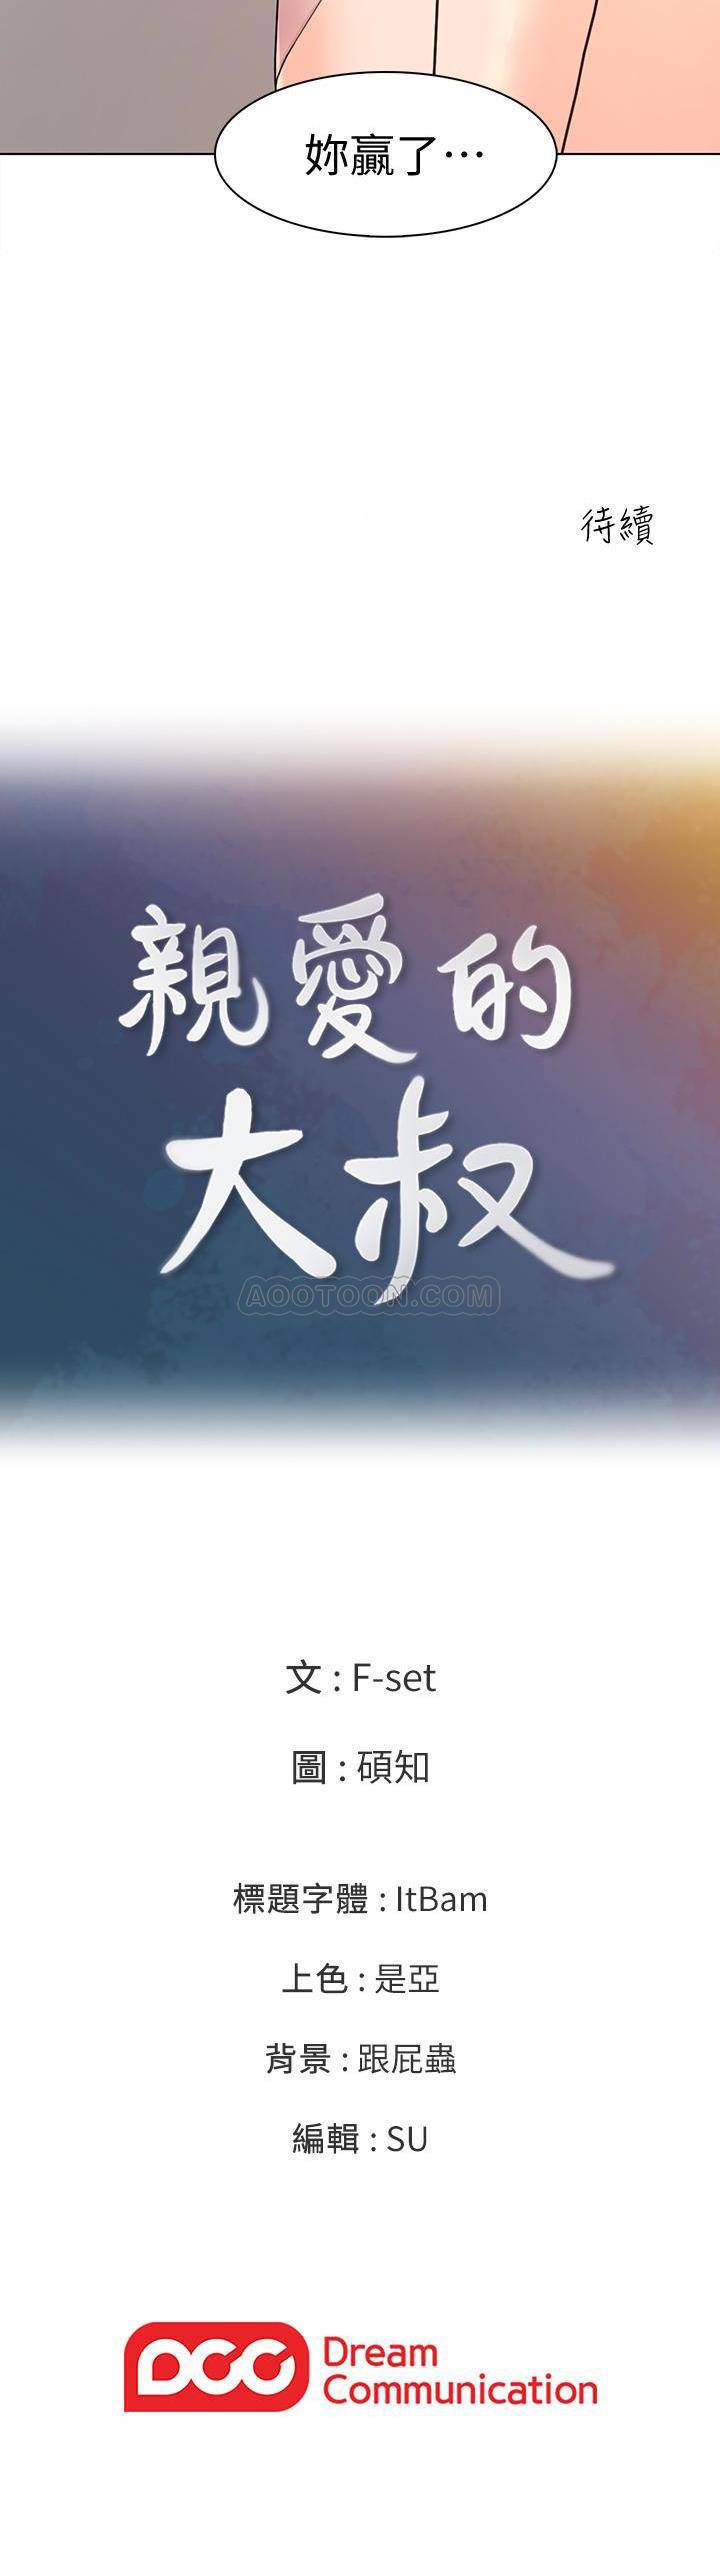 妳贏了…
待續
親愛的
大叔
AOOTOON.COM
文 : F-set
圖 : 碩知
標題字體 : ItBam
上色 : 是亞
背景 : 跟屁蟲
編輯 : SU
DCC Dream
Communication